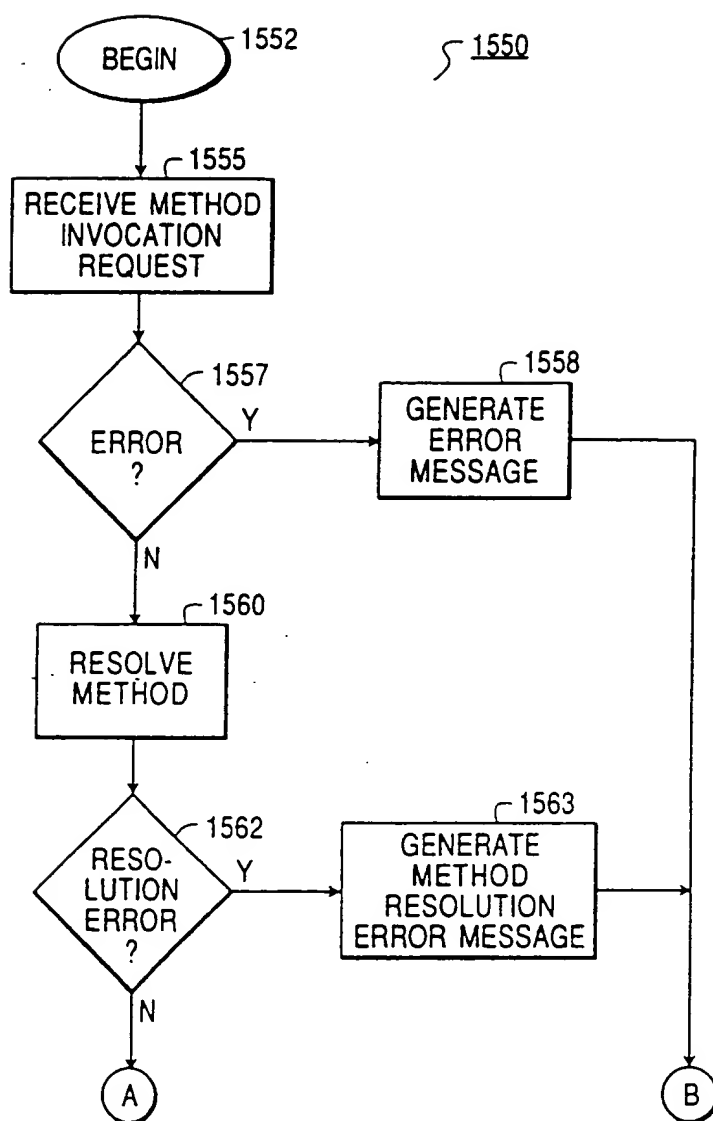 1552
BEGIN
1550
1555
RECEIVE METHOD
INVOCATION
REQUEST
1557
ERROR
?
Y
N
1558
GENERATE
ERROR
MESSAGE
1560
RESOLVE
METHOD
1562
RESO-
LUTION
ERROR
?
Y
N
1563
GENERATE
METHOD
RESOLUTION
ERROR MESSAGE
A
B